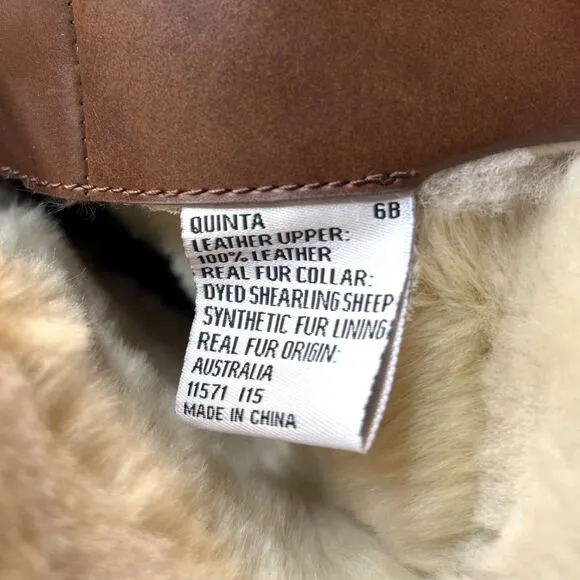 QUINTA 6B
LEATHER UPPER:
100% LEATHER
REAL FUR COLLAR:
DYED SHEARLING SHEEP
SYNTHETIC FUR LINING
REAL FUR ORIGIN:
AUSTRALIA
11571 I15
MADE IN CHINA